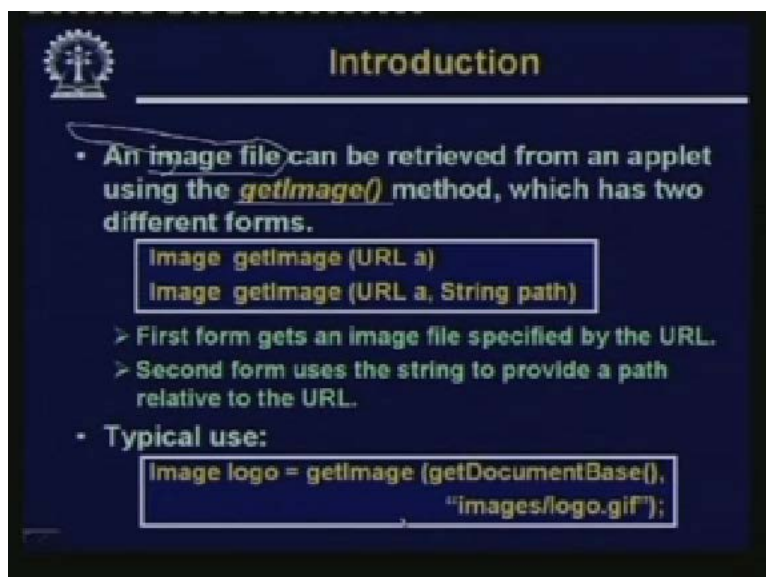 Introduction
• An image file can be retrieved from an applet
using the getImage() method, which has two
different forms.
Image getImage (URL a)
Image getImage (URL a, String path)
➢ First form gets an image file specified by the URL.
➢ Second form uses the string to provide a path
relative to the URL.
• Typical use:
Image logo = getImage (getDocumentBase(),
“images/logo.gif”);